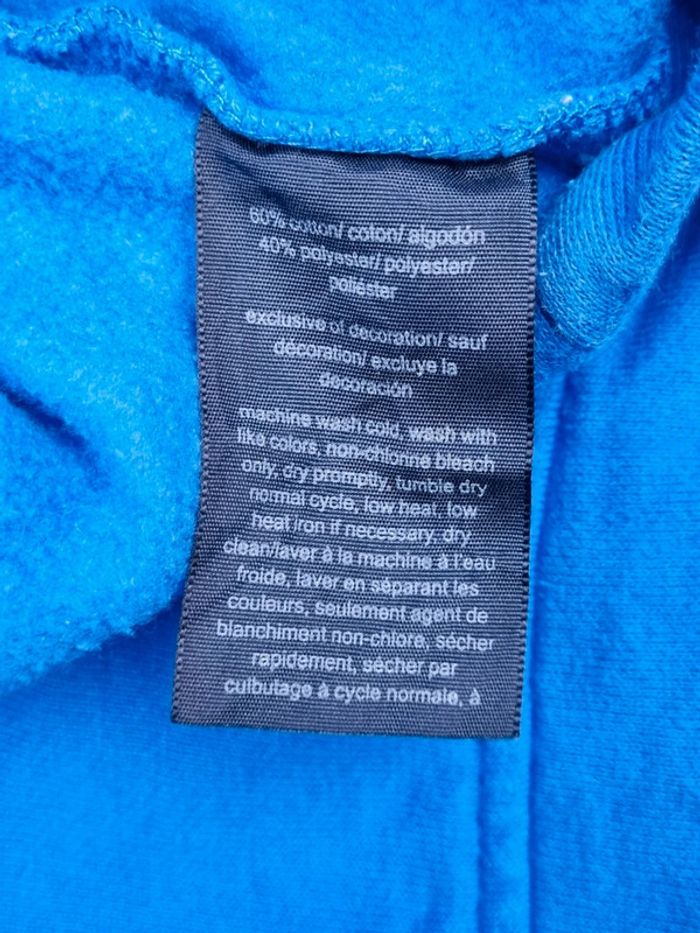 60% cotton/ coton/ algodón
40% polyester/ polyester/
poliéster
exclusive of decoration/ sauf
décoration/ excluye la
decoración
machine wash cold, wash with
like colors, non-chlorine bleach
only, dry promptly, tumble dry
normal cycle, low heat, low
heat iron if necessary, dry
clean/laver à la machine à l'eau
froide, laver en séparant les
couleurs, seulement agent de
blanchiment non-chlore, sécher
rapidement, sécher par
culbutage à cycle normale, à